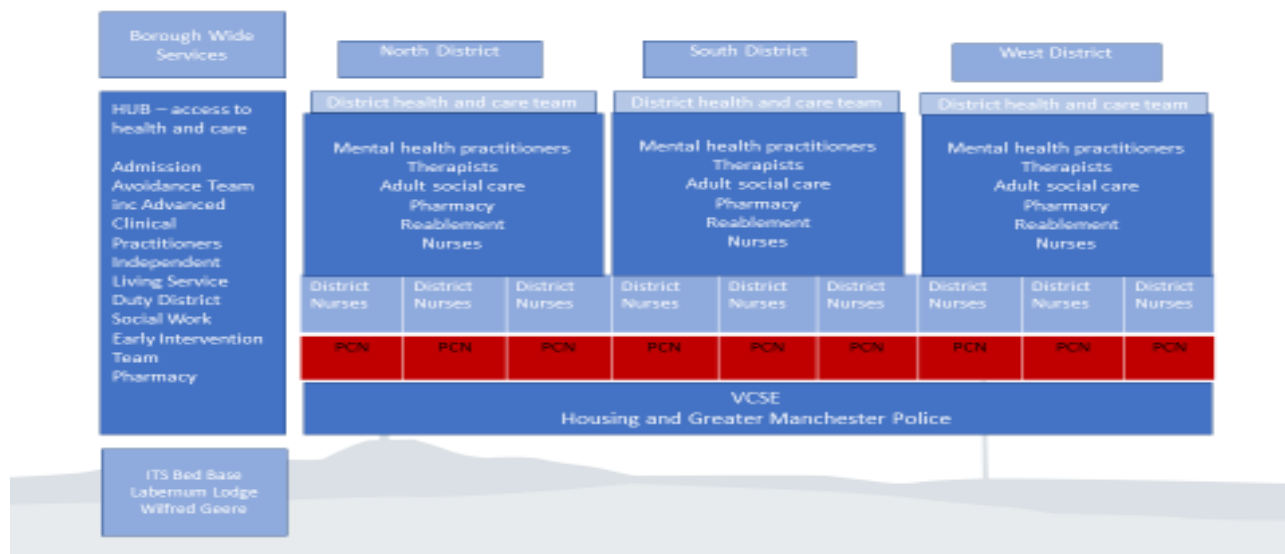 Borough Wide
Services
North District
South District
West District
HUB – access to
health and care
Admission
Avoidance Team
inc Advanced
Clinical
Practitioners
Independent
Living Service
Duty District
Social Work
Early Intervention
Team
Pharmacy
District health and care team
Mental health practitioners
Therapists
Adult social care
Pharmacy
Reablement
Nurses
District health and care team
Mental health practitioners
Therapists
Adult social care
Pharmacy
Reablement
Nurses
District health and care team
Mental health practitioners
Therapists
Adult social care
Pharmacy
Reablement
Nurses
District
Nurses
District
Nurses
District
Nurses
District
Nurses
District
Nurses
District
Nurses
District
Nurses
District
Nurses
District
Nurses
PCN
PCN
PCN
PCN
PCN
PCN
PCN
PCN
PCN
VCSE
Housing and Greater Manchester Police
ITS Bed Base
Labernum Lodge
Wilfred Geere